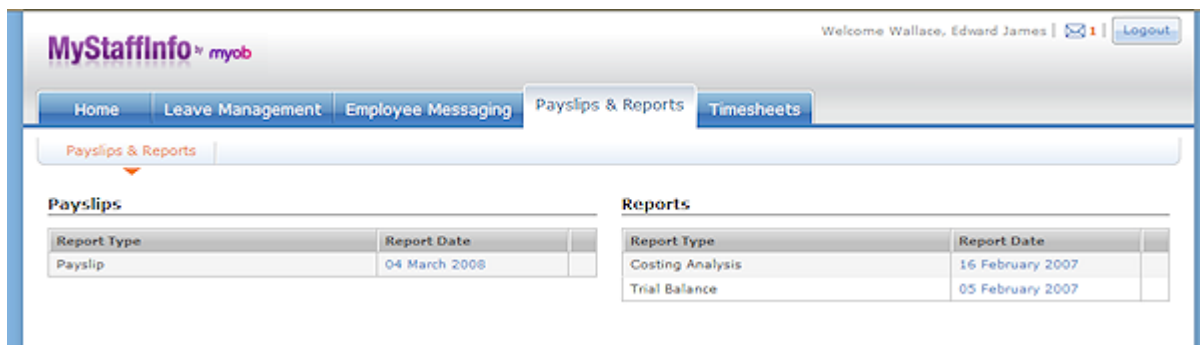 Welcome Wallace, Edward James | 1 | Logout
MyStaffInfo by myob
Home Leave Management Employee Messaging Payslips & Reports Timesheets
Payslips & Reports
Payslips Reports
Report Type Report Date Report Type Report Date
Payslip 04 March 2008 Costing Analysis 16 February 2007
Trial Balance 05 February 2007